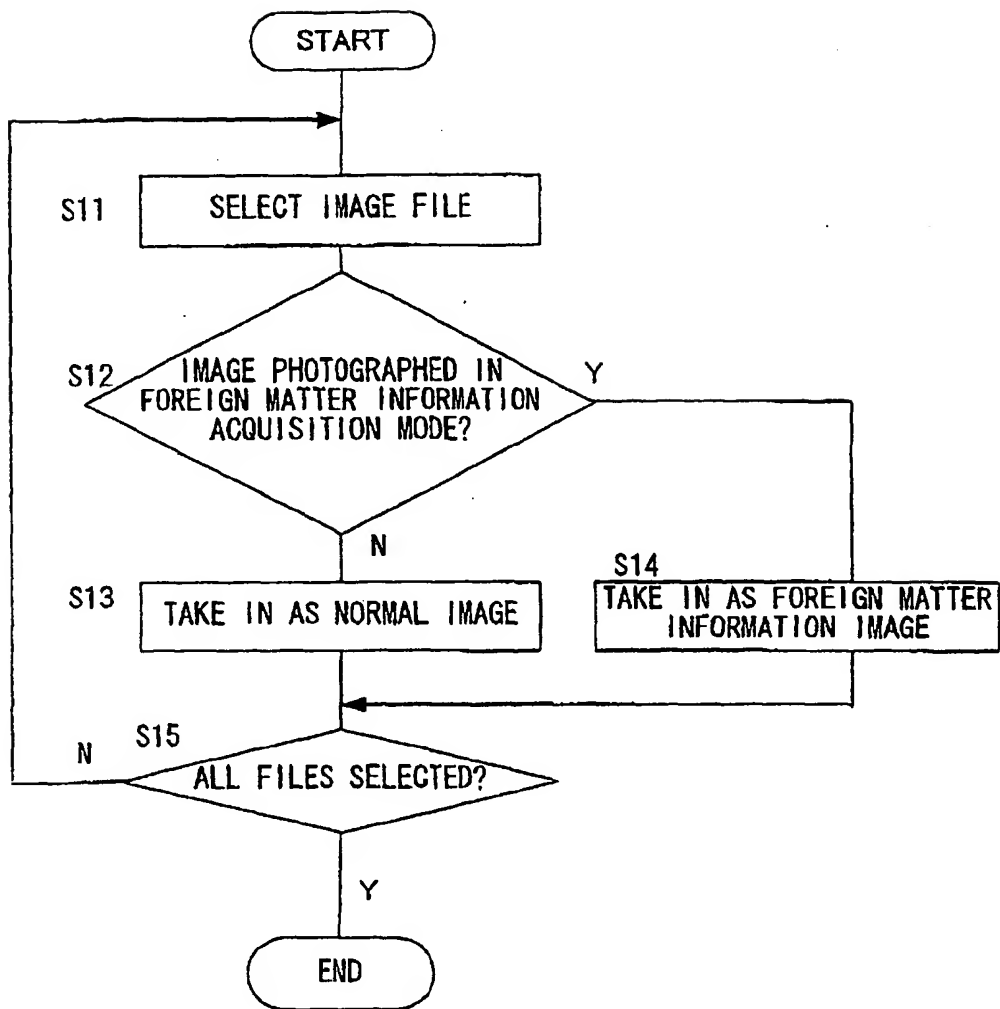 START
S11
SELECT IMAGE FILE
S12
IMAGE PHOTOGRAPHED IN
FOREIGN MATTER INFORMATION
ACQUISITION MODE?
Y
N
S13
TAKE IN AS NORMAL IMAGE
S14
TAKE IN AS FOREIGN MATTER
INFORMATION IMAGE
N
S15
ALL FILES SELECTED?
Y
END